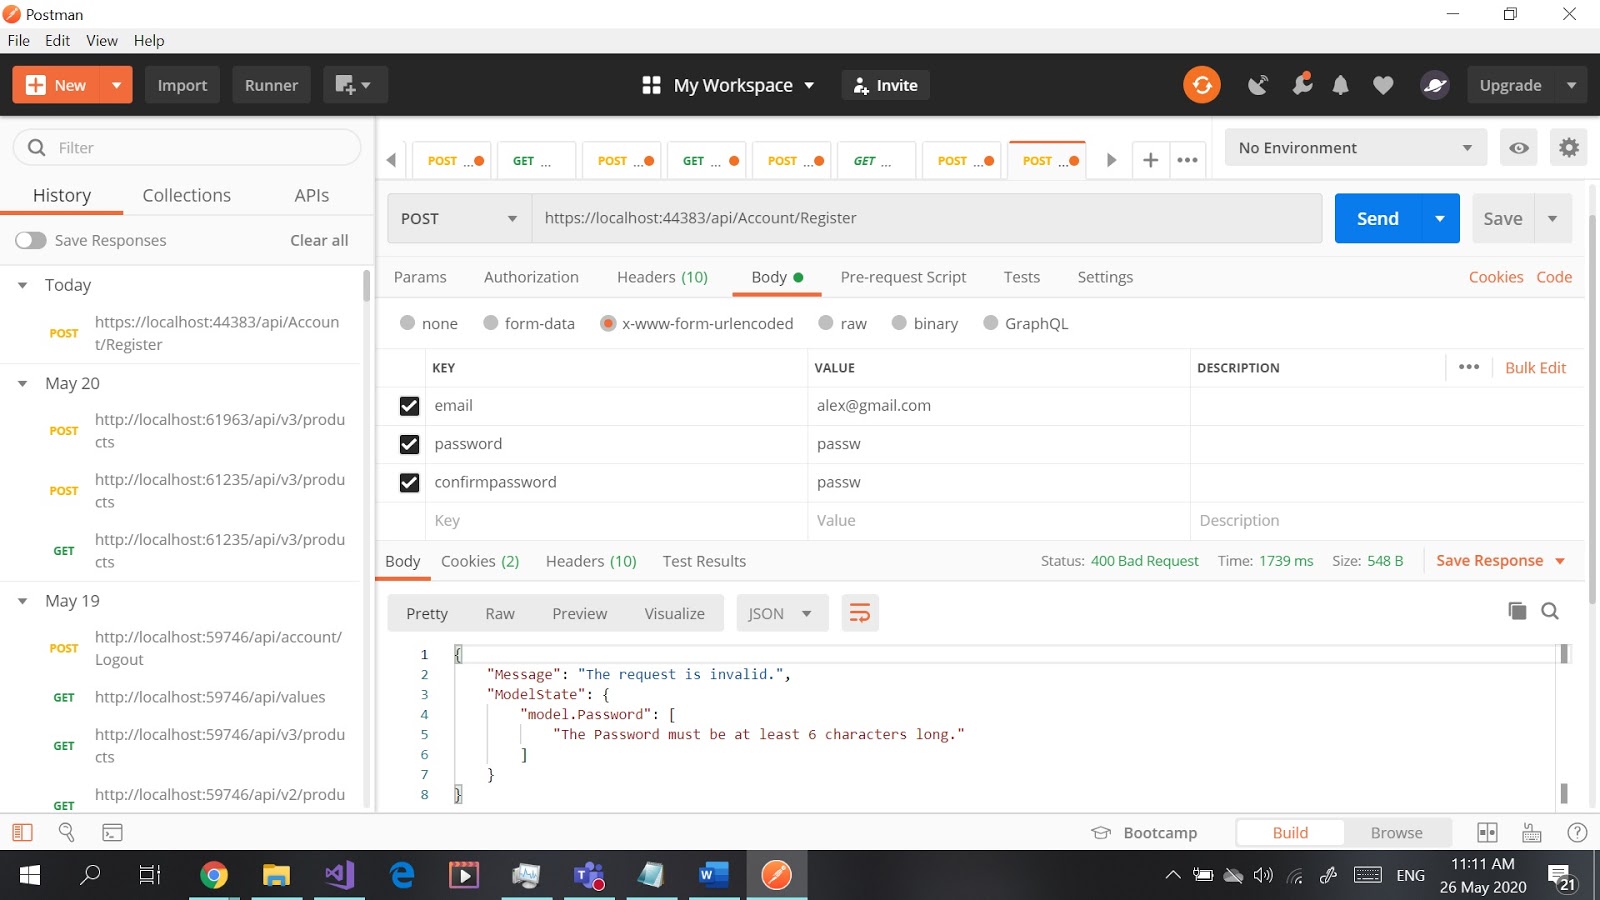 Postman
File Edit View Help
New Import Runner My Workspace Invite Upgrade
Filter
History Collections APIs
Save Responses Clear all
Today
POST https://localhost:44383/api/Accoun
t/Register
May 20
POST http://localhost:61963/api/v3/produ
cts
POST http://localhost:61235/api/v3/produ
cts
GET http://localhost:61235/api/v3/produ
cts
May 19
POST http://localhost:59746/api/account/
Logout
GET http://localhost:59746/api/values
GET http://localhost:59746/api/v3/produ
cts
GET http://localhost:59746/api/v2/produ
POST ... GET ... POST ... GET ... POST ... GET ... POST ... POST ... No Environment
POST https://localhost:44383/api/Account/Register Send Save
Params Authorization Headers (10) Body Pre-request Script Tests Settings Cookies Code
none form-data x-www-form-urlencoded raw binary GraphQL
KEY VALUE DESCRIPTION Bulk Edit
email alex@gmail.com
password passw
confirmpassword passw
Key Value Description
Body Cookies (2) Headers (10) Test Results Status: 400 Bad Request Time: 1739 ms Size: 548 B Save Response
Pretty Raw Preview Visualize JSON
1 {
2 "Message": "The request is invalid.",
3 "ModelState": {
4 "model.Password": [
5 "The Password must be at least 6 characters long."
6 ]
7 }
8 }
Bootcamp Build Browse
ENG 11:11 AM
26 May 2020 21